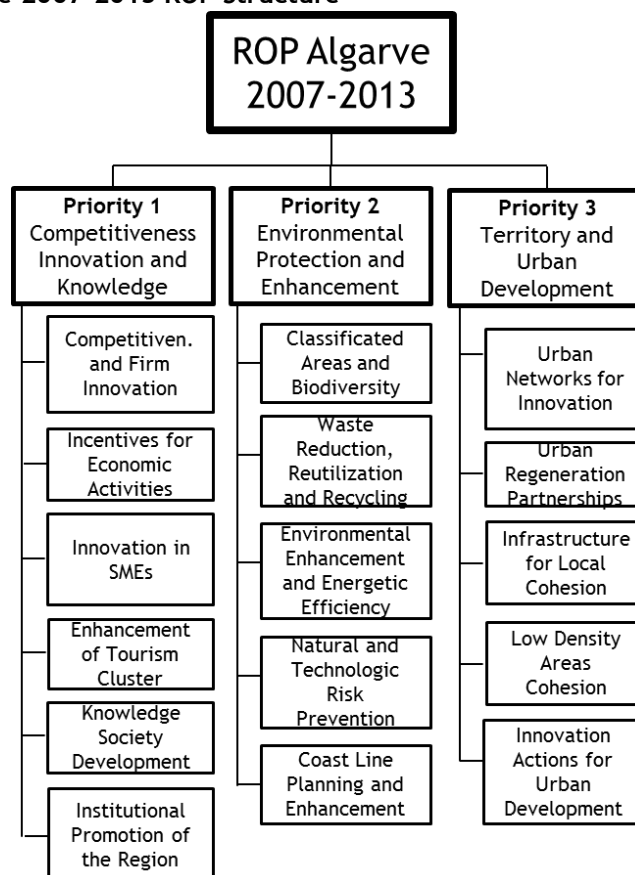 2007-2013 ROP Structure
ROP Algarve
2007-2013
Priority 1
Competitiveness
Innovation and
Knowledge
Priority 2
Environmental
Protection and
Enhancement
Priority 3
Territory and
Urban
Development
Competitiven.
and Firm
Innovation
Incentives for
Economic
Activities
Innovation in
SMEs
Enhancement
of Tourism
Cluster
Knowledge
Society
Development
Institutional
Promotion of
the Region
Classificated
Areas and
Biodiversity
Waste
Reduction,
Reutilization
and Recycling
Environmental
Enhancement
and Energetic
Efficiency
Natural and
Technologic
Risk
Prevention
Coast Line
Planning and
Enhancement
Urban
Networks for
Innovation
Urban
Regeneration
Partnerships
Infrastructure
for Local
Cohesion
Low Density
Areas
Cohesion
Innovation
Actions for
Urban
Development